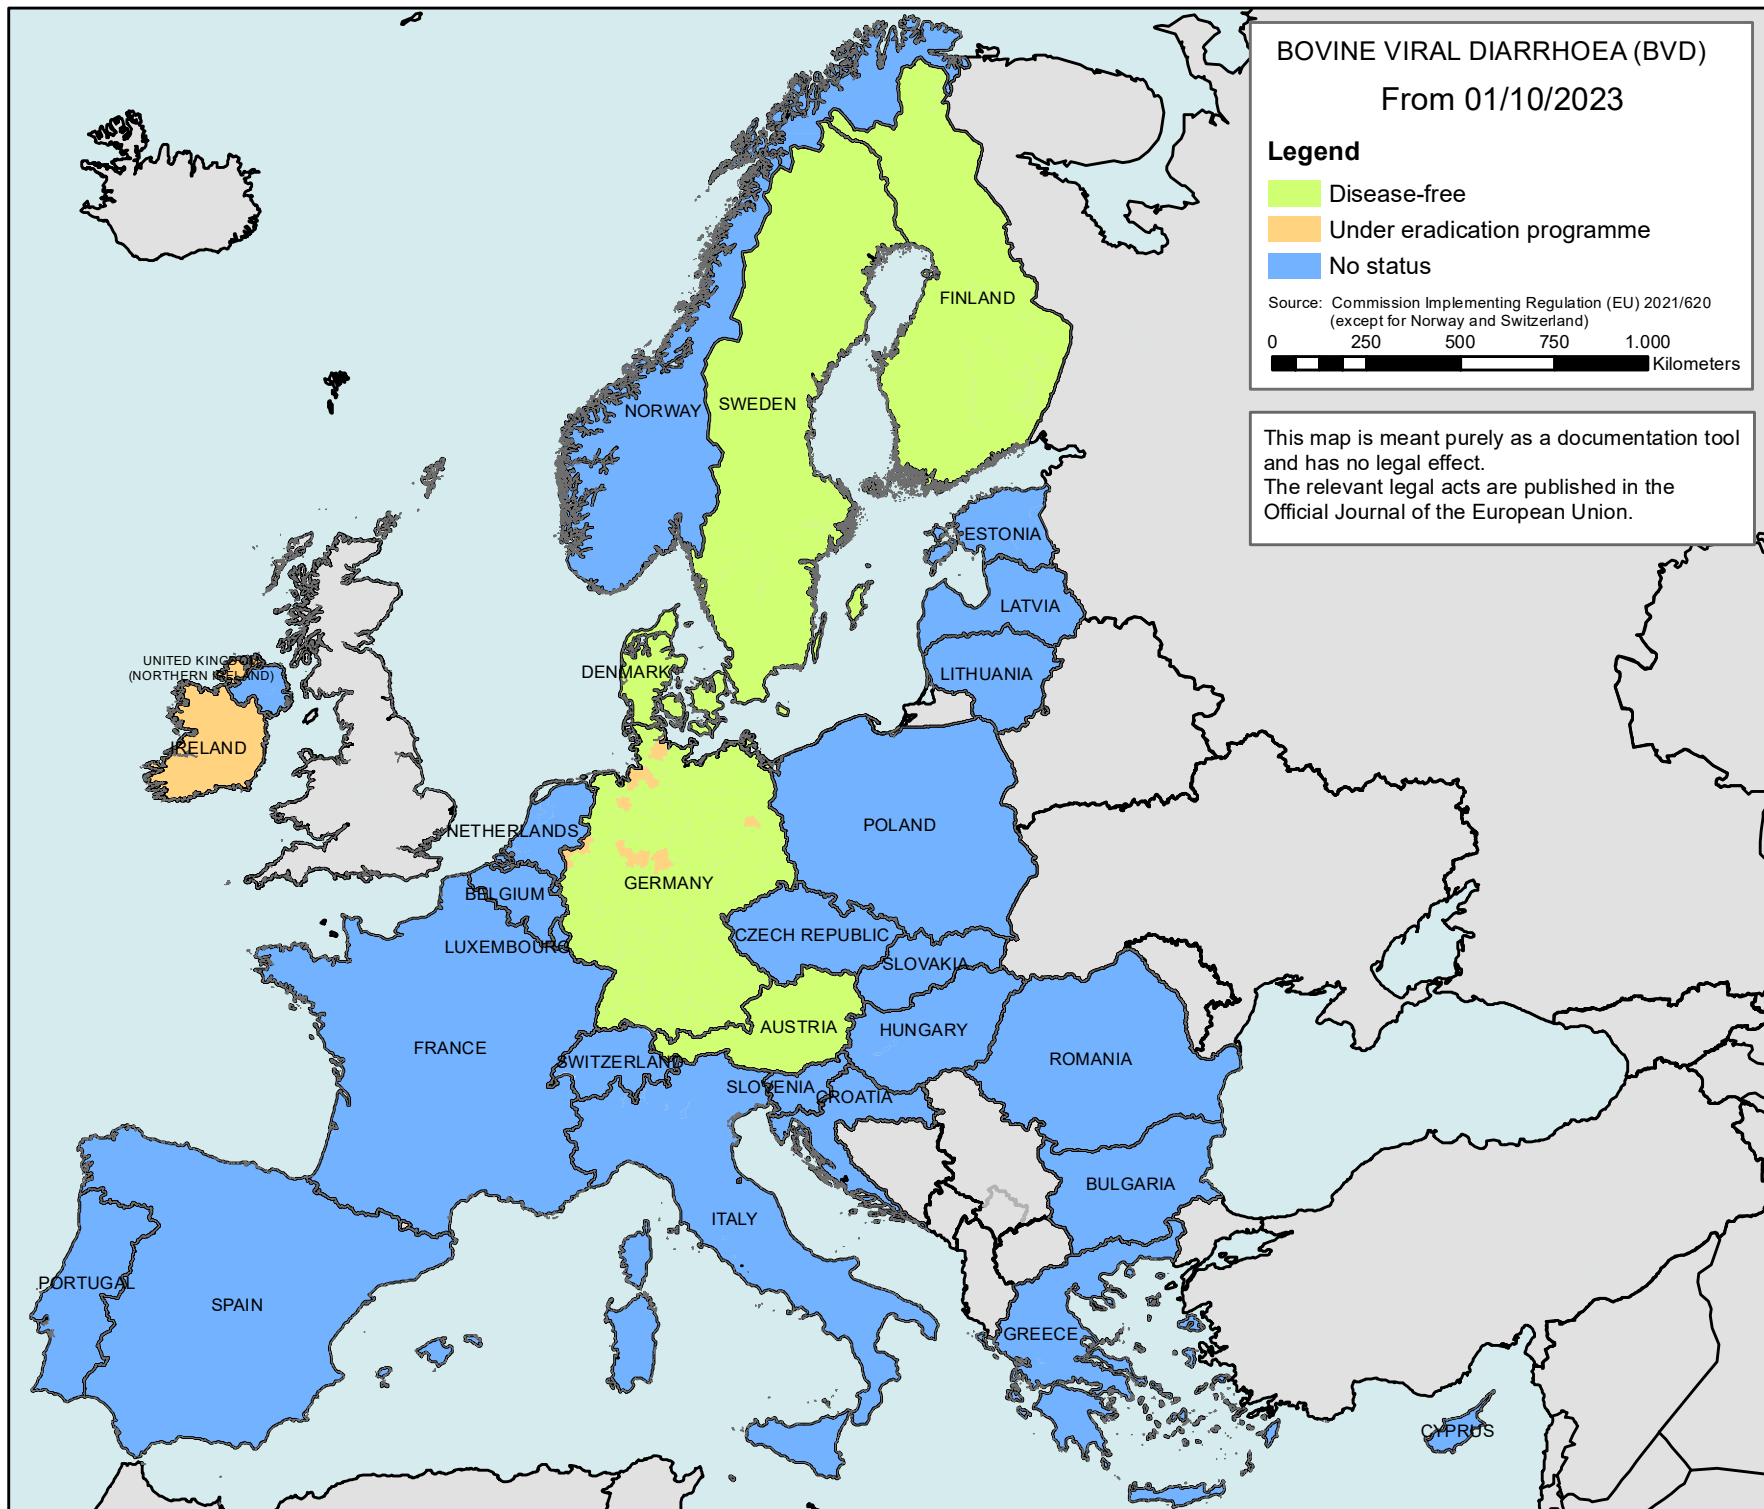 BOVINE VIRAL DIARRHOEA (BVD)
From 01/10/2023
Legend
Disease-free
Under eradication programme
No status
Source: Commission Implementing Regulation (EU) 2021/620
(except for Norway and Switzerland)
0 250 500 750 1.000
Kilometers
This map is meant purely as a documentation tool
and has no legal effect.
The relevant legal acts are published in the
Official Journal of the European Union.
FINLAND
NORWAY
SWEDEN
ESTONIA
LATVIA
UNITED KINGDOM
(NORTHERN IRELAND)
DENMARK
LITHUANIA
IRELAND
NETHERLANDS
POLAND
GERMANY
BELGIUM
CZECH REPUBLIC
LUXEMBOURG
SLOVAKIA
AUSTRIA
HUNGARY
FRANCE
ROMANIA
SWITZERLAND
SLOVENIA
CROATIA
BULGARIA
ITALY
PORTUGAL
SPAIN
GREECE
CYPRUS